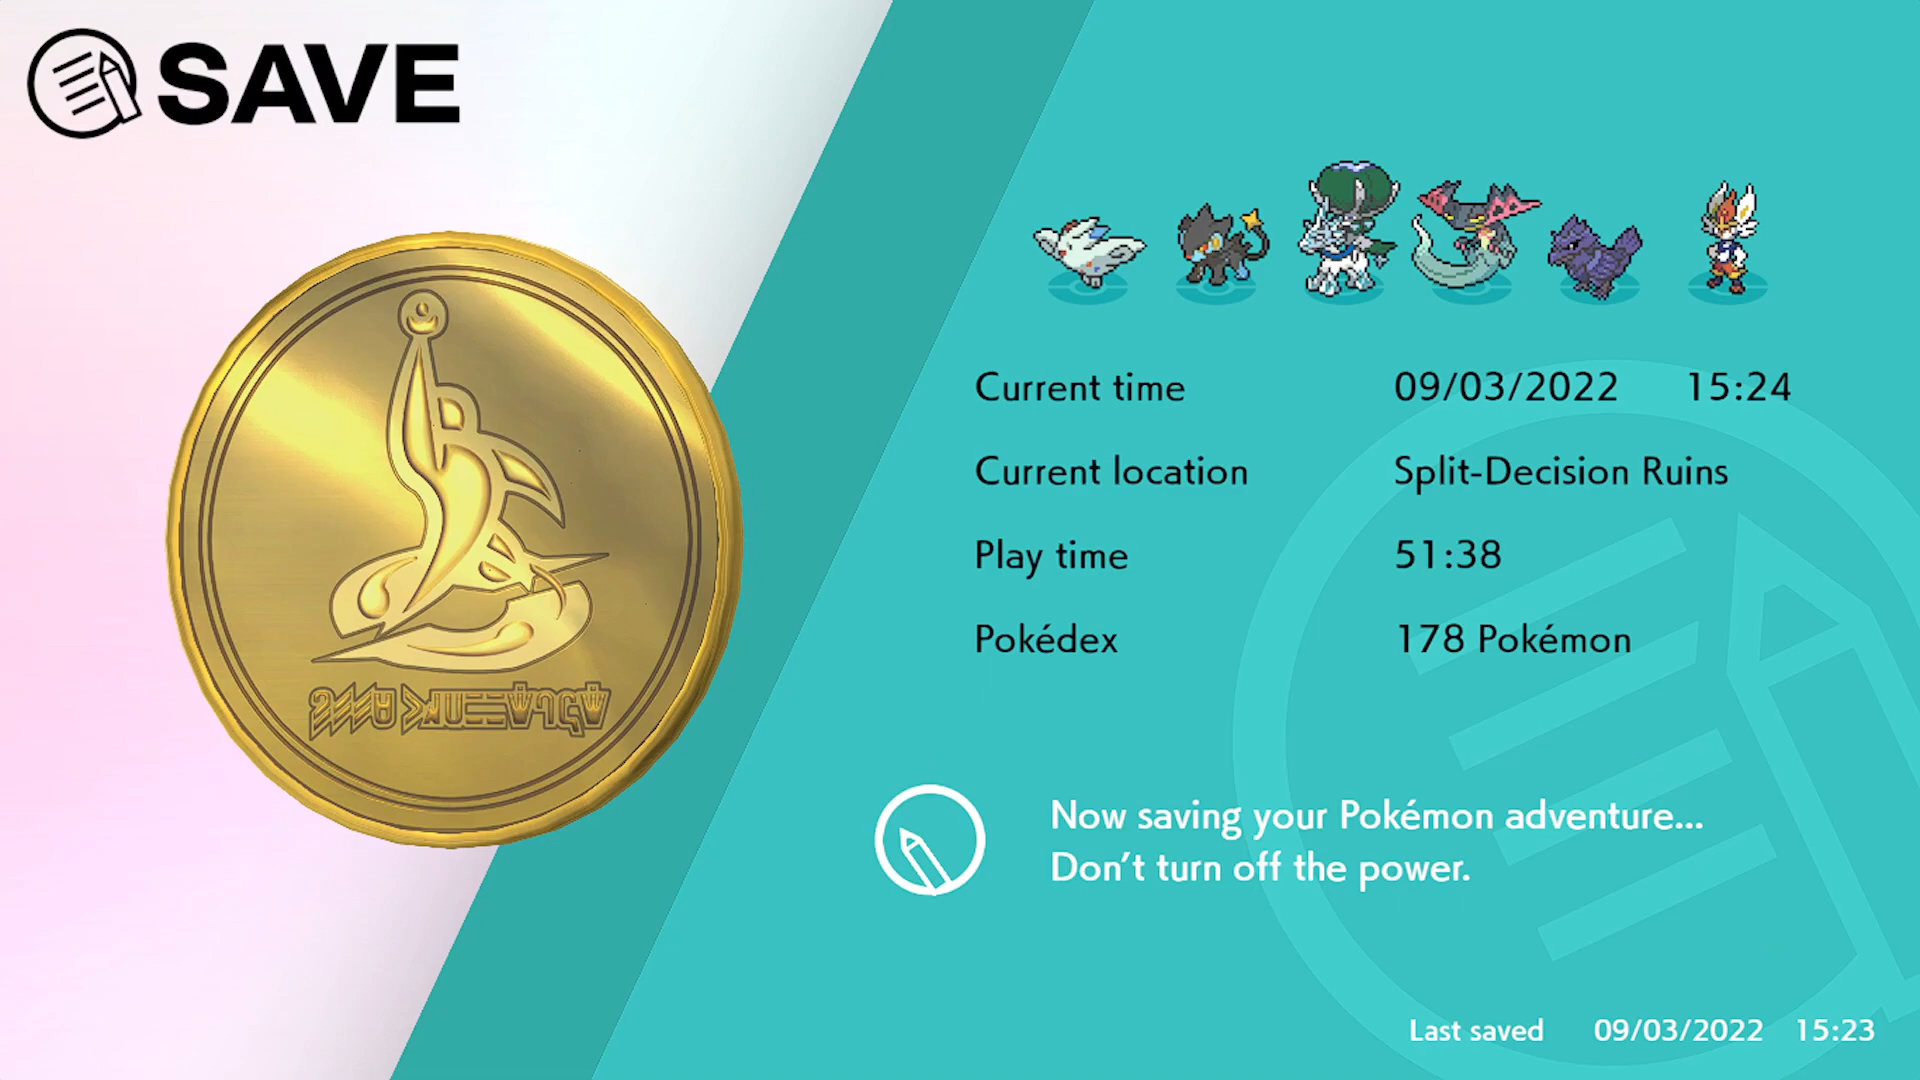 SAVE
Current time 09/03/2022 15:24
Current location Split-Decision Ruins
Play time 51:38
Pokédex 178 Pokémon
Now saving your Pokémon adventure...
Don't turn off the power.
Last saved 09/03/2022 15:23